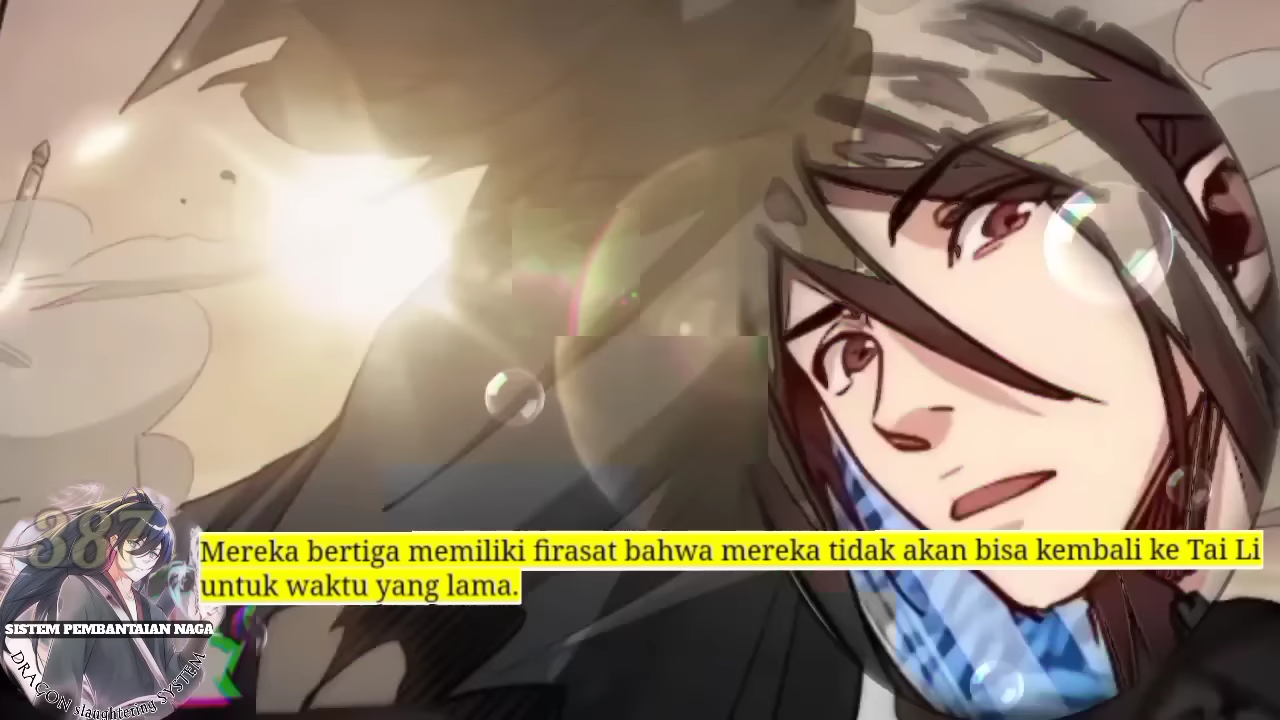 387
Mereka bertiga memiliki firasat bahwa mereka tidak akan bisa kembali ke Tai Li
untuk waktu yang lama.
SISTEM PEMBANTAIAN NAGA
DRAGON slaughtering SYSTEM